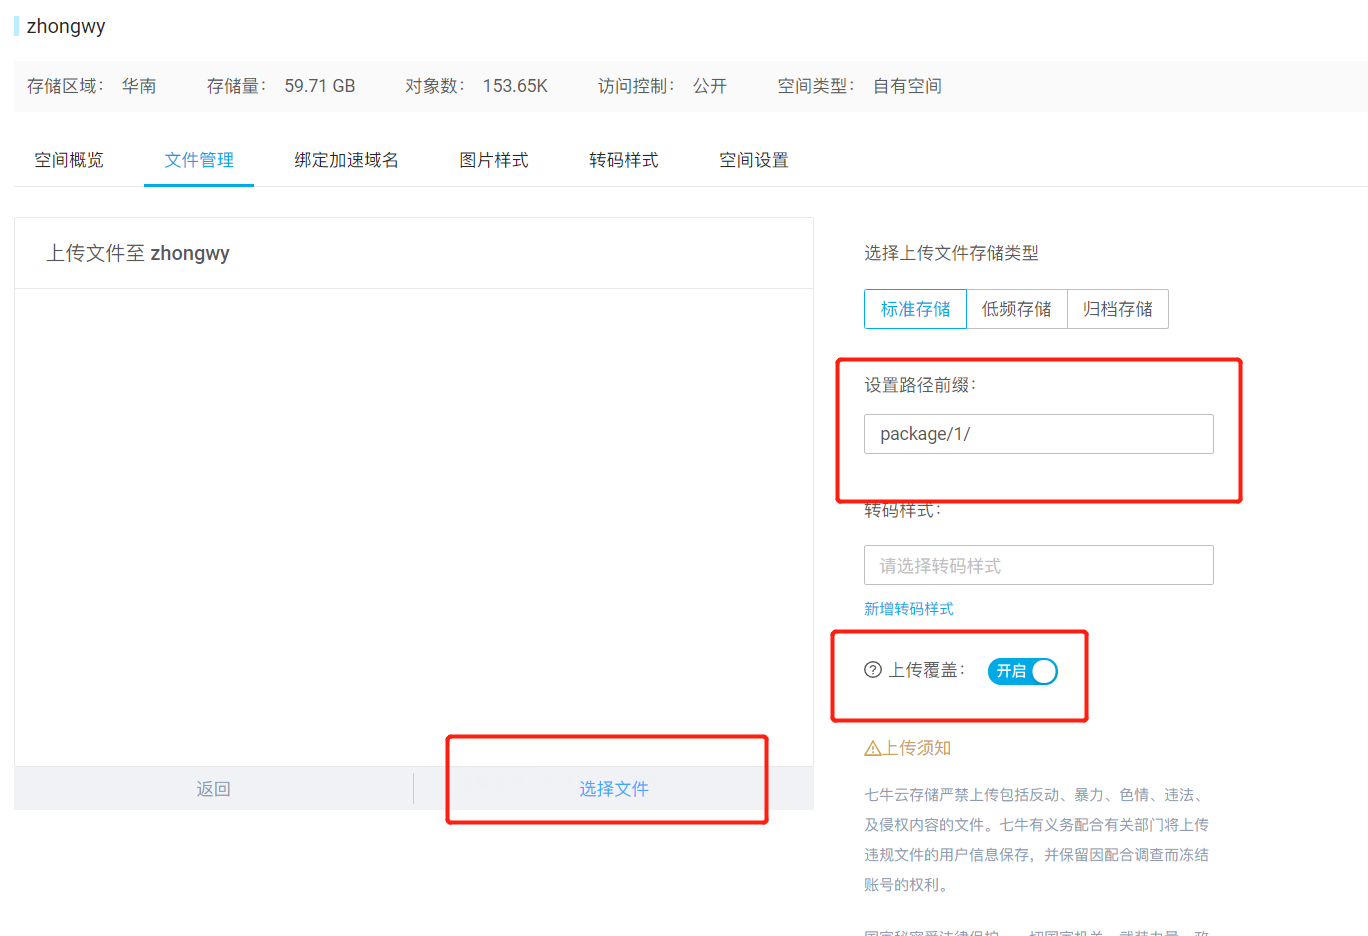 zhongwy
存储区域： 华南 存储量： 59.71 GB 对象数： 153.65K 访问控制： 公开 空间类型： 自有空间
空间概览 文件管理 绑定加速域名 图片样式 转码样式 空间设置
上传文件至 zhongwy
返回 选择文件
选择上传文件存储类型
标准存储 低频存储 归档存储
设置路径前缀：
package/1/
转码样式：
请选择转码样式
新增转码样式
上传覆盖： 开启
上传须知
七牛云存储严禁上传包括反动、暴力、色情、违法、
及侵权内容的文件。七牛有义务配合有关部门将上传
违规文件的用户信息保存，并保留因配合调查而冻结
账号的权利。